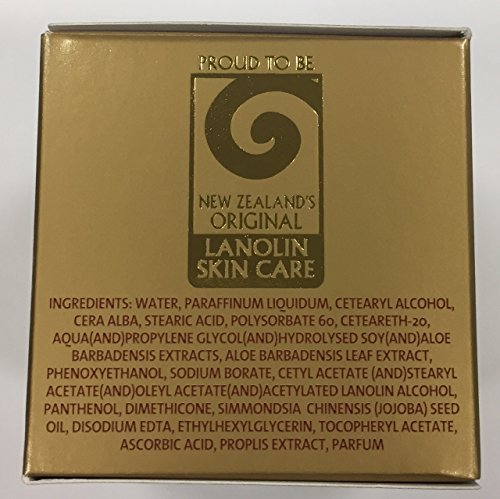 PROUD TO BE
NEW ZEALAND'S
ORIGINAL
LANOLIN
SKIN CARE
INGREDIENTS: WATER, PARAFFINUM LIQUIDUM, CETEARYL ALCOHOL,
CERA ALBA, STEARIC ACID, POLYSORBATE 60, CETEARETH-20,
AQUA(AND)PROPYLENE GLYCOL(AND)HYDROLYSED SOY(AND)ALOE
BARBADENSIS EXTRACTS, ALOE BARBADENSIS LEAF EXTRACT,
PHENOXYETHANOL, SODIUM BORATE, CETYL ACETATE (AND)STEARYL
ACETATE(AND)OLEYL ACETATE(AND)ACETYLATED LANOLIN ALCOHOL,
PANTHENOL, DIMETHICONE, SIMMONDSIA CHINENSIS (JOJOBA) SEED
OIL, DISODIUM EDTA, ETHYLHEXYLGLYCERIN, TOCOPHERYL ACETATE,
ASCORBIC ACID, PROPLIS EXTRACT, PARFUM